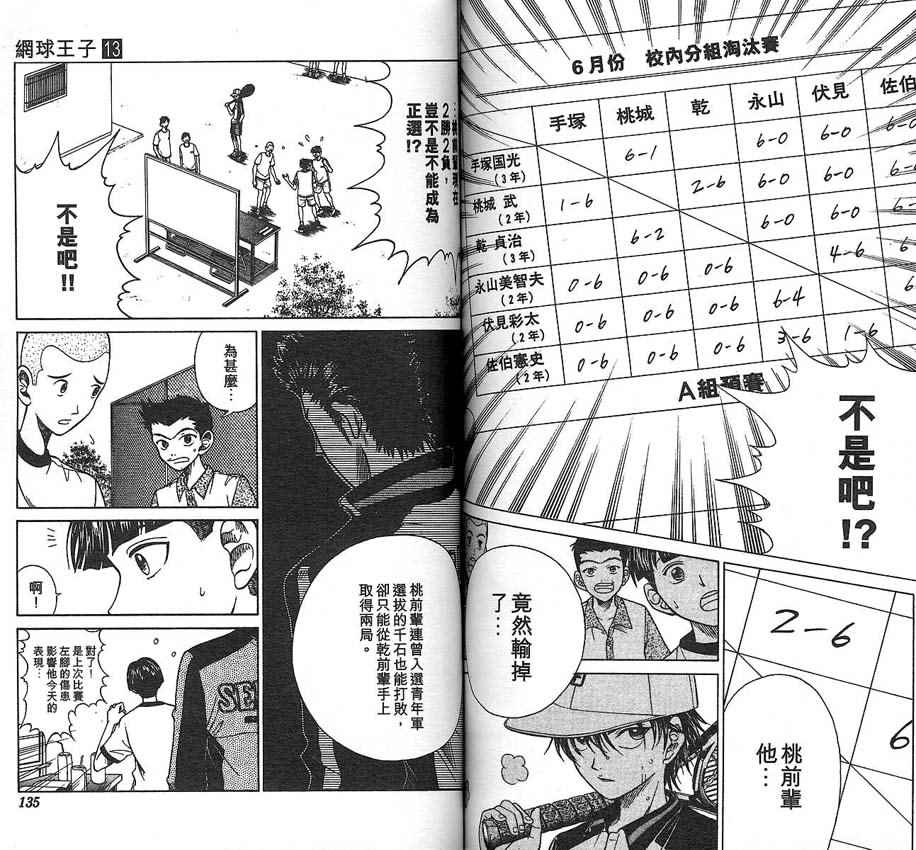 6月份 校內分組淘汰賽
手塚 桃城 乾 永山 伏見 佐伯
手塚国光 6-1 6-0 6-0 6-0
(3年)
桃城 武 1-6 2-6 6-0 6-0
(2年)
乾 貞治 6-2 6-0 6-0
(3年)
永山美智夫 0-6 0-6 0-6 4-6
(2年)
伏見彩太 0-6 0-6 0-6 6-4
(2年)
佐伯憲史 0-6 0-6 0-6 3-6 1-6
(2年)
A組預賽
不是吧!?
2-6
6
竟然輸掉
了…
桃前輩
他…
網球王子 13
2勝2負，
豈不是不能成為
正選!?
不是吧!!
為甚麼…
桃前輩連曾入選青年軍
選拔的千石也能打敗，
卻只能從乾前輩手上
取得兩局。
啊！
對了！
是上次比賽
左腳的傷患
影響他今天的
表現…
SE
135